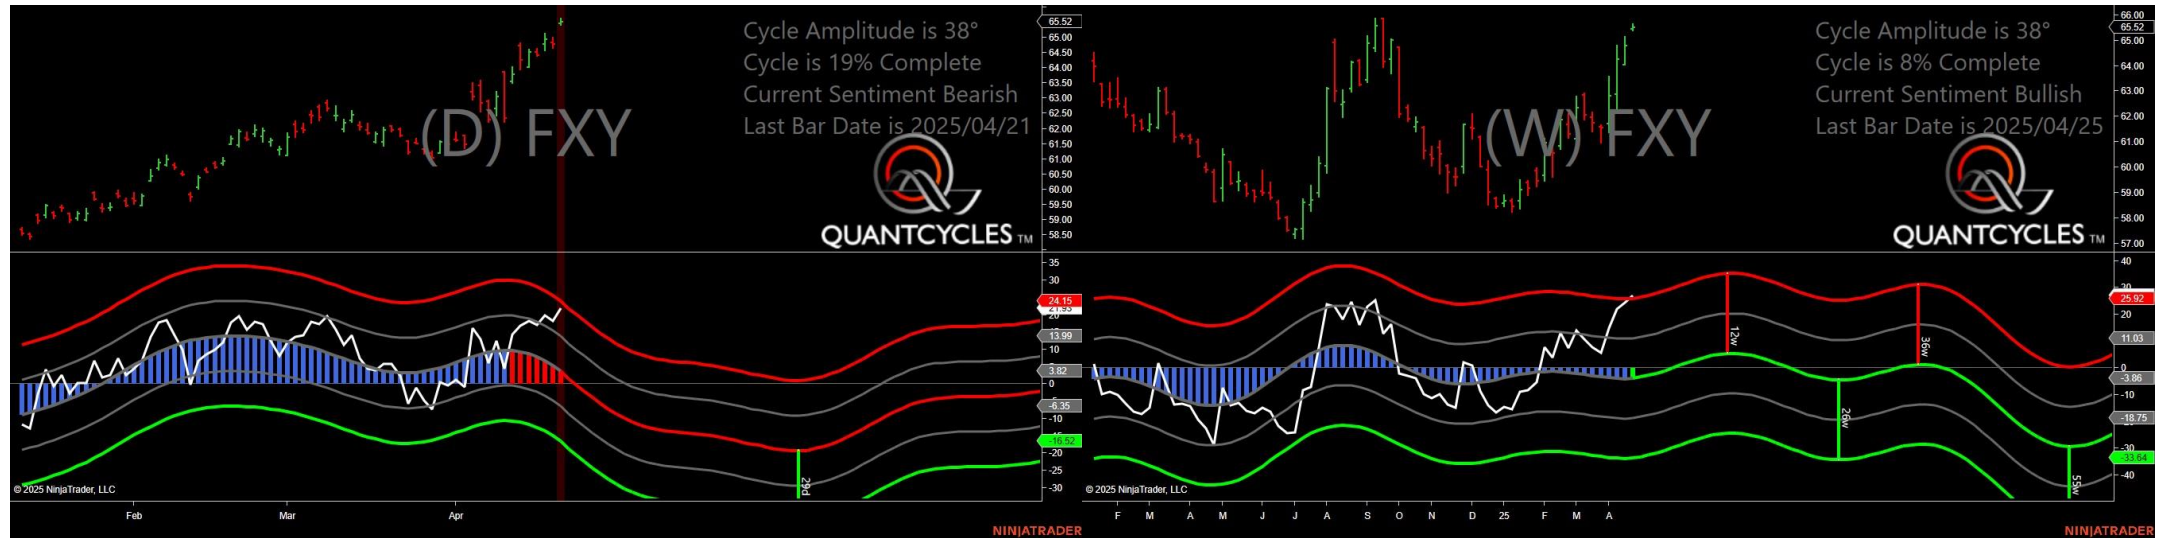 Cycle Amplitude is 38°
Cycle is 19% Complete
Current Sentiment Bearish
Last Bar Date is 2025/04/21
(D) FXY
QUANTCYCLES TM
65.52
65.00
64.50
64.00
63.50
63.00
62.50
62.00
61.50
61.00
60.50
60.00
59.50
59.00
58.50
35
30
24.15
20
13.99
10
3.82
0
-6.35
-10
-16.52
-20
-25
-30
29d
© 2025 NinjaTrader, LLC
Feb Mar Apr
NINJATRADER
Cycle Amplitude is 38°
Cycle is 8% Complete
Current Sentiment Bullish
Last Bar Date is 2025/04/25
(W) FXY
QUANTCYCLES TM
66.00
65.52
65.00
64.00
63.00
62.00
61.00
60.00
59.00
58.00
57.00
40
25.92
20
11.03
0
-3.86
-10
-18.75
-30
-33.64
-40
12w
26w
36w
55w
© 2025 NinjaTrader, LLC
F M A M J J A S O N D 25 F M A
NINJATRADER